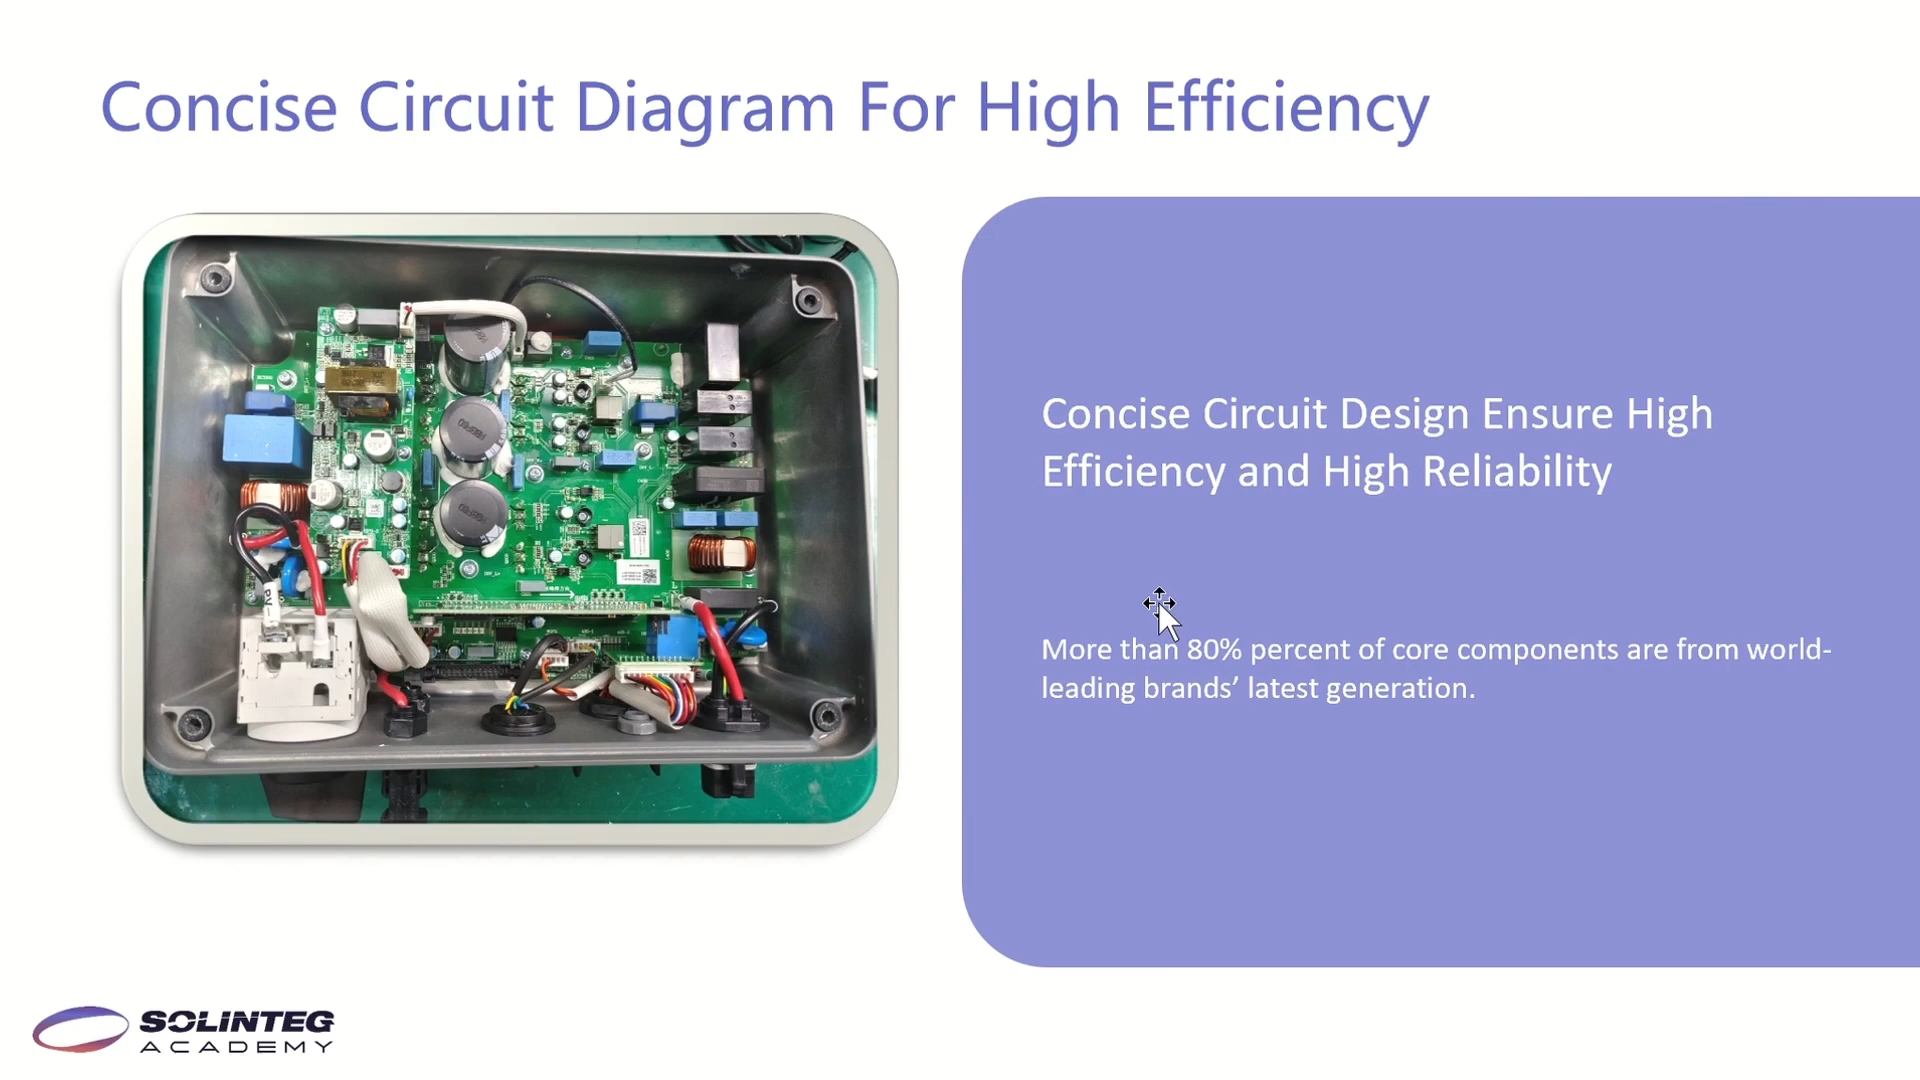 Concise Circuit Diagram For High Efficiency
Concise Circuit Design Ensure High
Efficiency and High Reliability
More than 80% percent of core components are from world-
leading brands’ latest generation.
SOLINTEG
ACADEMY